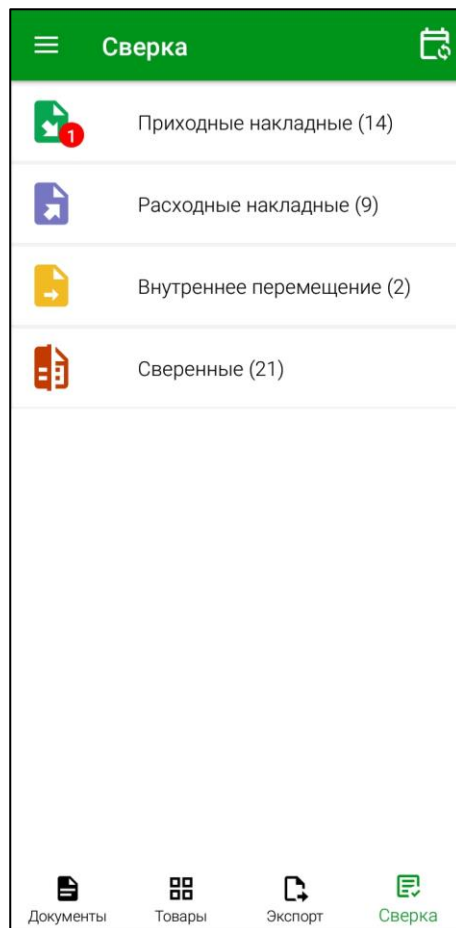 Сверка
Приходные накладные (14)
1
Расходные накладные (9)
Внутреннее перемещение (2)
Сверенные (21)
Документы
Товары
Экспорт
Сверка